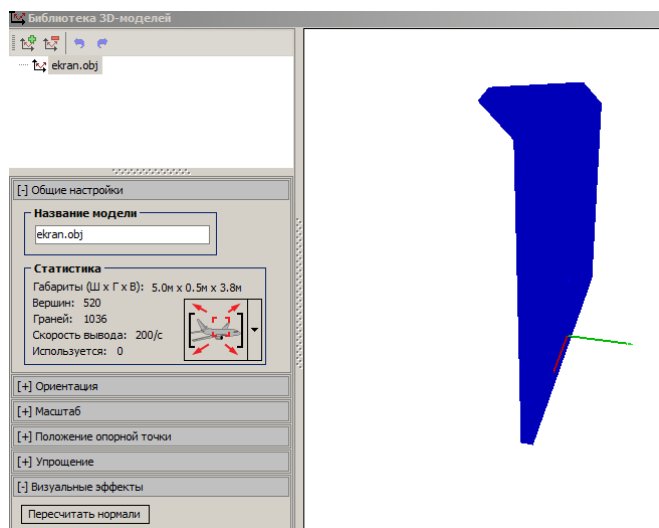 Библиотека 3D-моделей
ekran.obj
[-] Общие настройки
Название модели
ekran.obj
Статистика
Габариты (Ш x Г x В): 5.0м x 0.5м x 3.8м
Вершин: 520
Граней: 1036
Скорость вывода: 200/с
Используется: 0
[+] Ориентация
[+] Масштаб
[+] Положение опорной точки
[+] Упрощение
[-] Визуальные эффекты
Пересчитать нормали